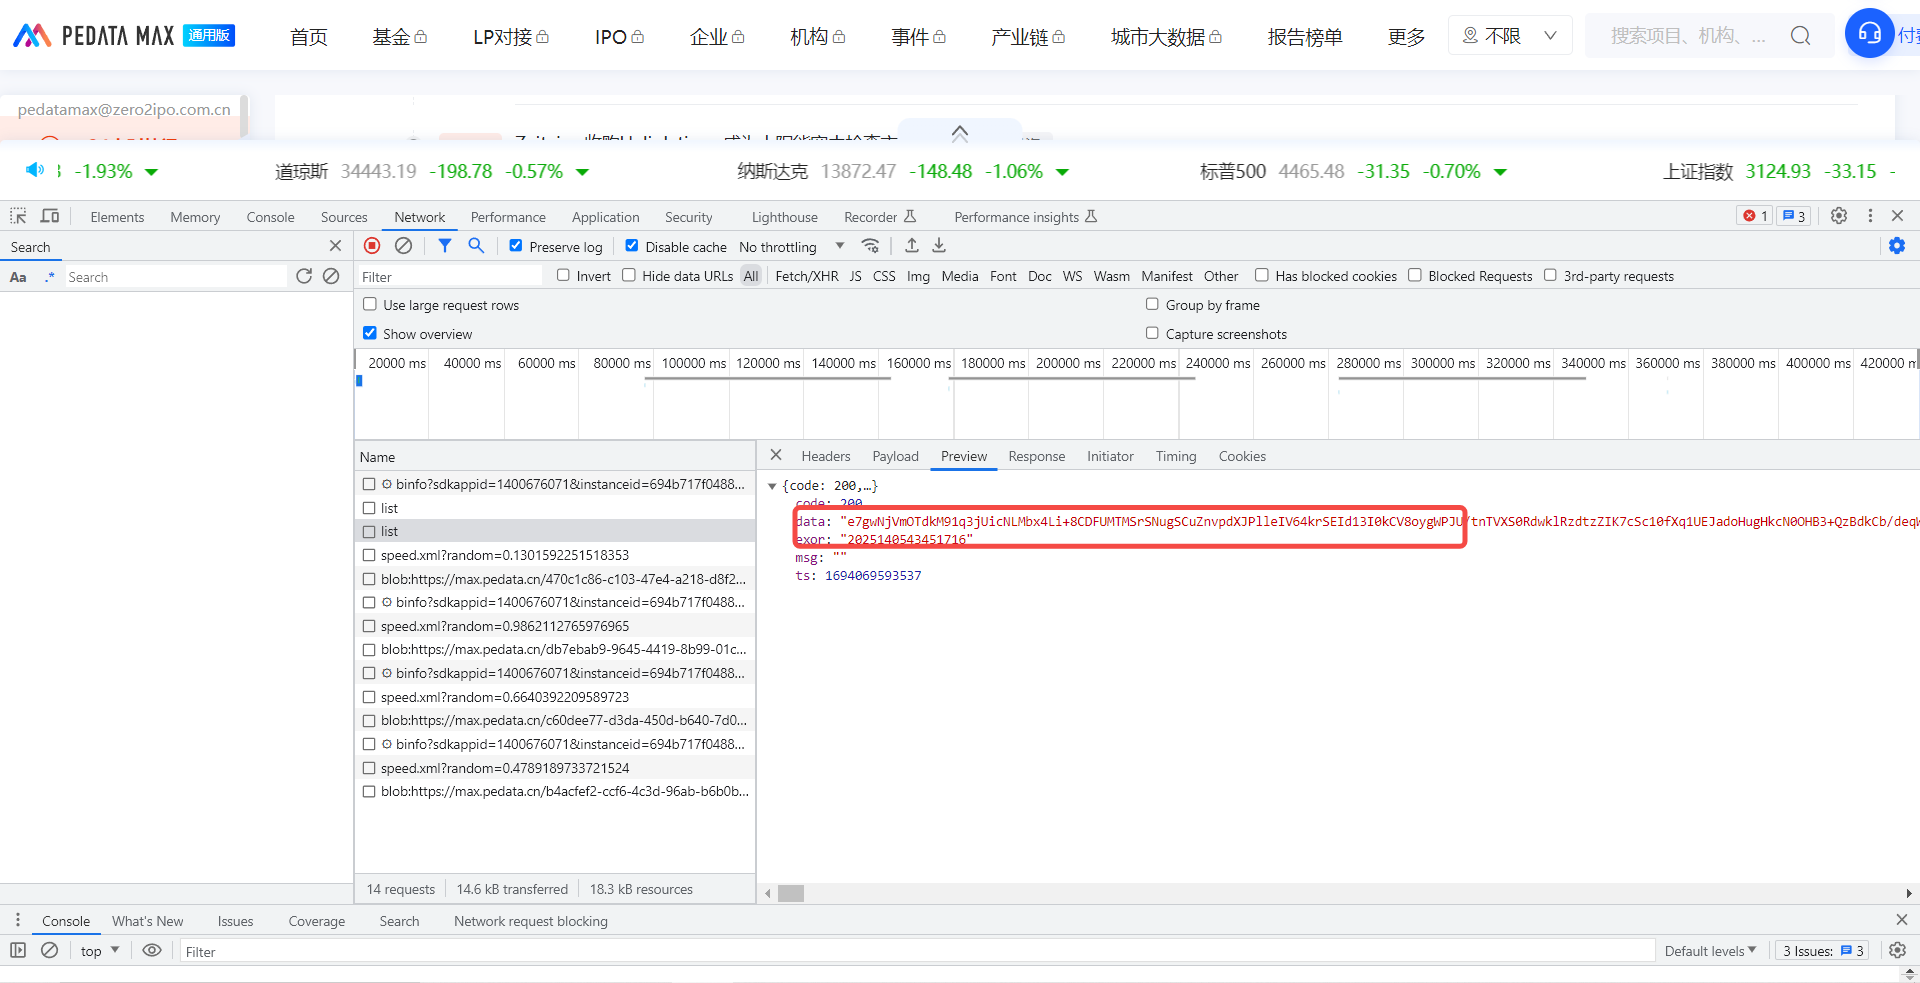 PEDATA MAX 通用版 首页 基金 LP对接 IPO 企业 机构 事件 产业链 城市大数据 报告榜单 更多 不限 搜索项目、机构、...
pedatamax@zero2ipo.com.cn
-1.93% 道琼斯 34443.19 -198.78 -0.57% 纳斯达克 13872.47 -148.48 -1.06% 标普500 4465.48 -31.35 -0.70% 上证指数 3124.93 -33.15 -
Elements Memory Console Sources Network Performance Application Security Lighthouse Recorder Performance insights 1 3
Search Preserve log Disable cache No throttling
Aa .* Search Filter Invert Hide data URLs All Fetch/XHR JS CSS Img Media Font Doc WS Wasm Manifest Other Has blocked cookies Blocked Requests 3rd-party requests
Use large request rows Group by frame
Show overview Capture screenshots
20000 ms 40000 ms 60000 ms 80000 ms 100000 ms 120000 ms 140000 ms 160000 ms 180000 ms 200000 ms 220000 ms 240000 ms 260000 ms 280000 ms 300000 ms 320000 ms 340000 ms 360000 ms 380000 ms 400000 ms 420000 m
Name Headers Payload Preview Response Initiator Timing Cookies
binfo?sdkappid=1400676071&instanceid=694b717f0488...
list
list
speed.xml?random=0.1301592251518353
blob:https://max.pedata.cn/470c1c86-c103-47e4-a218-d8f2...
binfo?sdkappid=1400676071&instanceid=694b717f0488...
speed.xml?random=0.9862112765976965
blob:https://max.pedata.cn/db7ebab9-9645-4419-8b99-01c...
binfo?sdkappid=1400676071&instanceid=694b717f0488...
speed.xml?random=0.6640392209589723
blob:https://max.pedata.cn/c60dee77-d3da-450d-b640-7d0...
binfo?sdkappid=1400676071&instanceid=694b717f0488...
speed.xml?random=0.4789189733721524
blob:https://max.pedata.cn/b4acfef2-ccf6-4c3d-96ab-b6b0b...
{code: 200,…}
code: 200
data: "e7gwNjVmOTdkM91q3jUicNLMbx4Li+8CDFUMTMSrSNugSCuZnvpdXJPlleIV64krSEId13I0kCV8oygWPJU/tnTVXS0RdwklRzdtzZIK7cSc10fXq1UEJadoHugHkcN0OHB3+QzBdkCb/deqW
exor: "2025140543451716"
msg: ""
ts: 1694069593537
14 requests 14.6 kB transferred 18.3 kB resources
Console What's New Issues Coverage Search Network request blocking
top Filter Default levels 3 Issues: 3